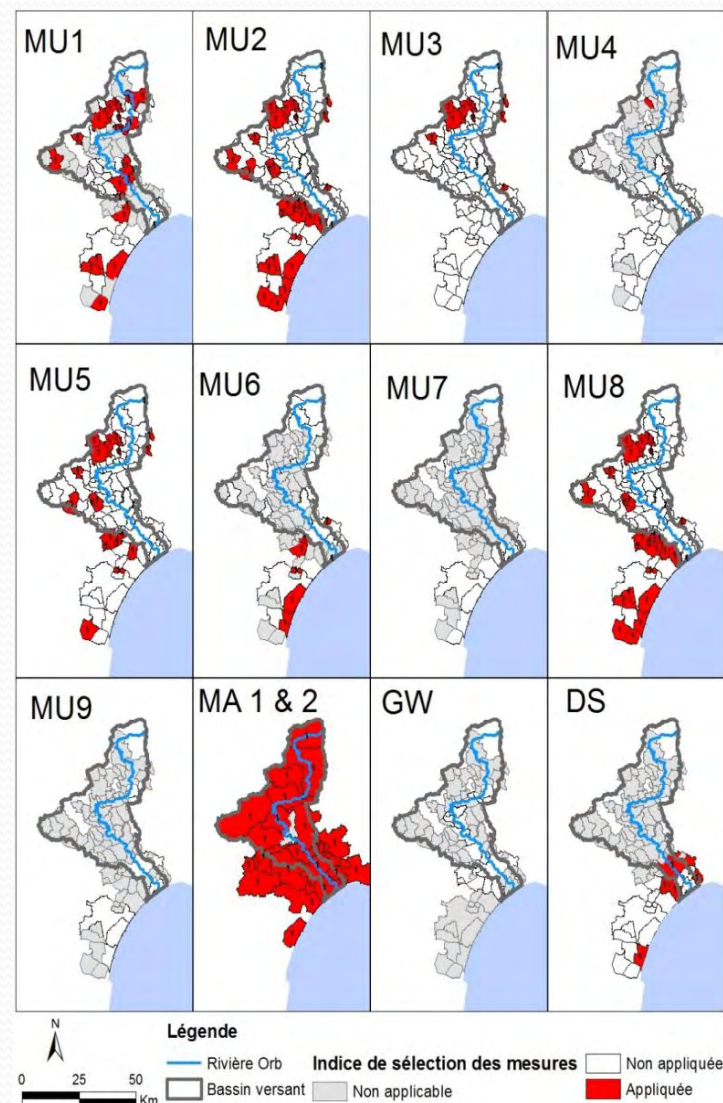 MU1 MU2 MU3 MU4
MU5 MU6 MU7 MU8
MU9 MA 1 & 2 GW DS
N
0 25 50
Km
Légende
Rivière Orb
Bassin versant
Indice de sélection des mesures
Non applicable
Non appliquée
Appliquée